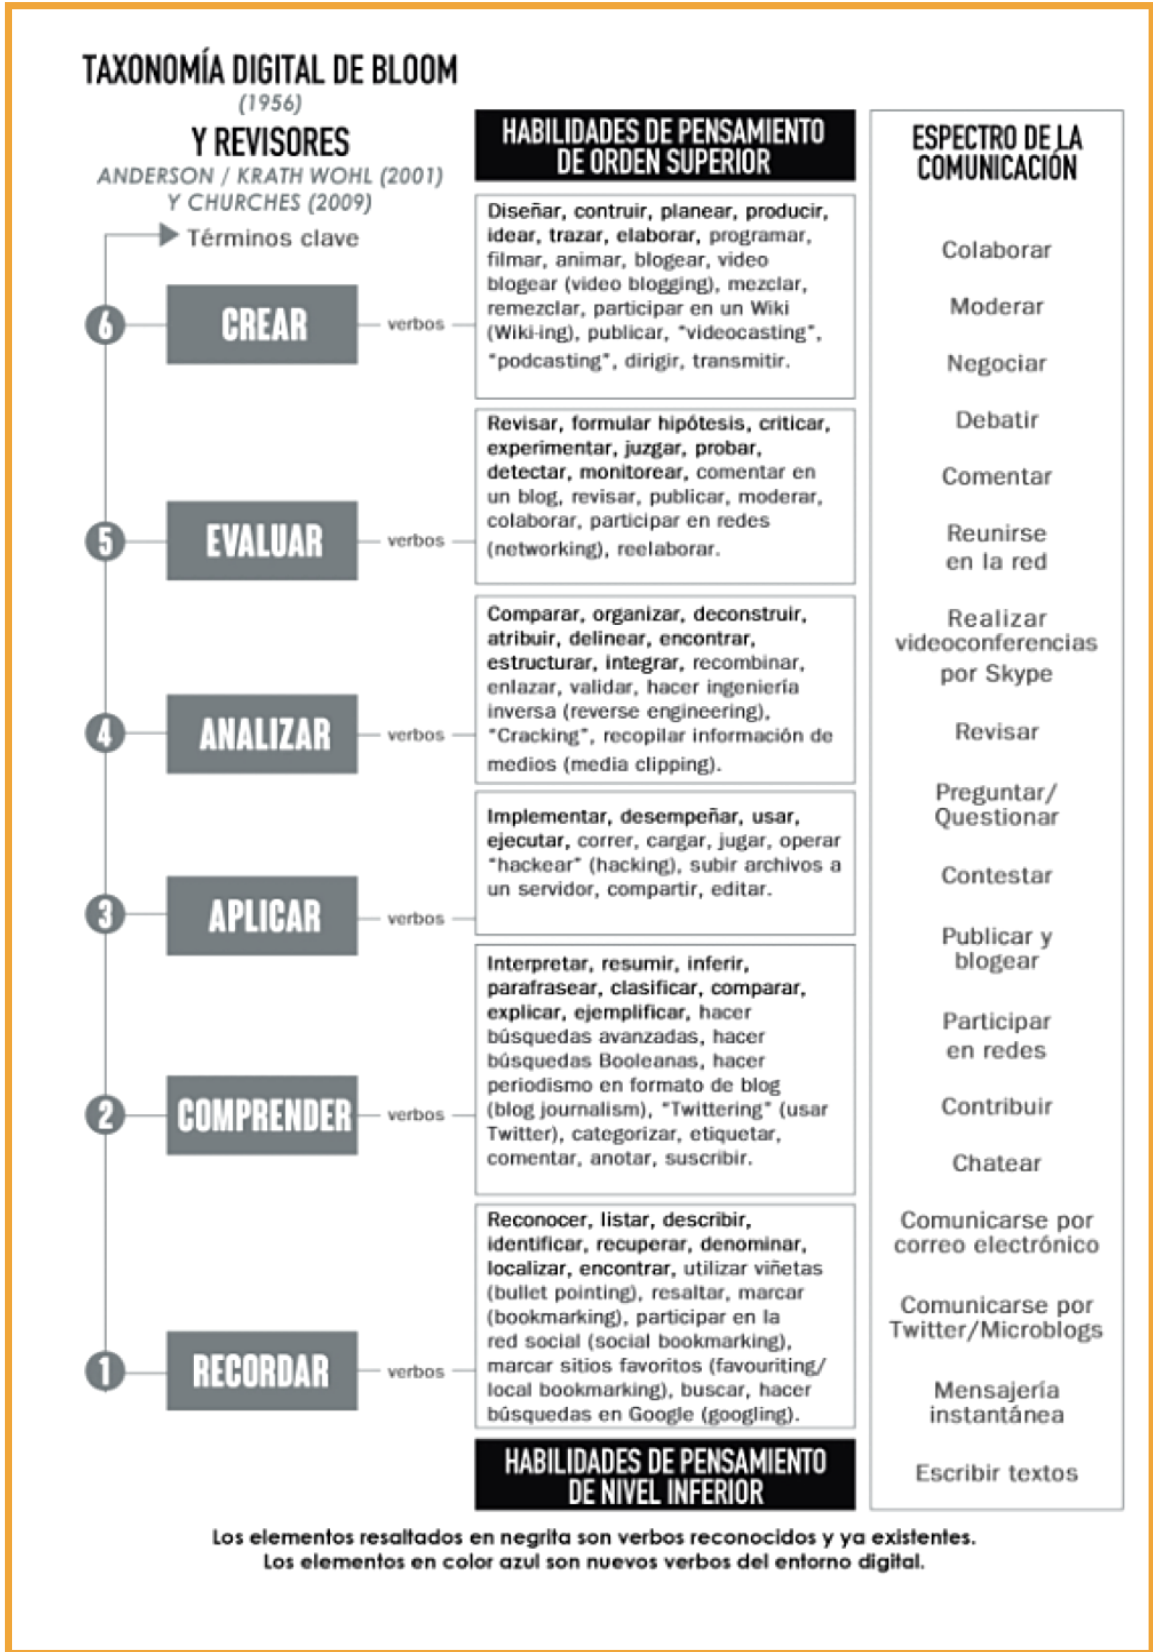 TAXONOMÍA DIGITAL DE BLOOM
(1956)
Y REVISORES
ANDERSON / KRATH WOHL (2001)
Y CHURCHES (2009)
Términos clave
HABILIDADES DE PENSAMIENTO
DE ORDEN SUPERIOR
6
CREAR
verbos
Diseñar, contruir, planear, producir,
idear, trazar, elaborar, programar,
filmar, animar, blogear, video
blogear (video blogging), mezclar,
remezclar, participar en un Wiki
(Wiki-ing), publicar, "videocasting",
"podcasting", dirigir, transmitir.
5
EVALUAR
verbos
Revisar, formular hipótesis, criticar,
experimentar, juzgar, probar,
detectar, monitorear, comentar en
un blog, revisar, publicar, moderar,
colaborar, participar en redes
(networking), reelaborar.
4
ANALIZAR
verbos
Comparar, organizar, deconstruir,
atribuir, delinear, encontrar,
estructurar, integrar, recombinar,
enlazar, validar, hacer ingeniería
inversa (reverse engineering),
"Cracking", recopilar información de
medios (media clipping).
3
APLICAR
verbos
Implementar, desempeñar, usar,
ejecutar, correr, cargar, jugar, operar
"hackear" (hacking), subir archivos a
un servidor, compartir, editar.
2
COMPRENDER
verbos
Interpretar, resumir, inferir,
parafrasear, clasificar, comparar,
explicar, ejemplificar, hacer
búsquedas avanzadas, hacer
búsquedas Booleanas, hacer
periodismo en formato de blog
(blog journalism), "Twittering" (usar
Twitter), categorizar, etiquetar,
comentar, anotar, suscribir.
1
RECORDAR
verbos
Reconocer, listar, describir,
identificar, recuperar, denominar,
localizar, encontrar, utilizar viñetas
(bullet pointing), resaltar, marcar
(bookmarking), participar en la
red social (social bookmarking),
marcar sitios favoritos (favouriting/
local bookmarking), buscar, hacer
búsquedas en Google (googling).
HABILIDADES DE PENSAMIENTO
DE NIVEL INFERIOR
ESPECTRO DE LA
COMUNICACIÓN
Colaborar
Moderar
Negociar
Debatir
Comentar
Reunirse
en la red
Realizar
videoconferencias
por Skype
Revisar
Preguntar/
Questionar
Contestar
Publicar y
blogear
Participar
en redes
Contribuir
Chatear
Comunicarse por
correo electrónico
Comunicarse por
Twitter/Microblogs
Mensajería
instantánea
Escribir textos
Los elementos resaltados en negrita son verbos reconocidos y ya existentes.
Los elementos en color azul son nuevos verbos del entorno digital.